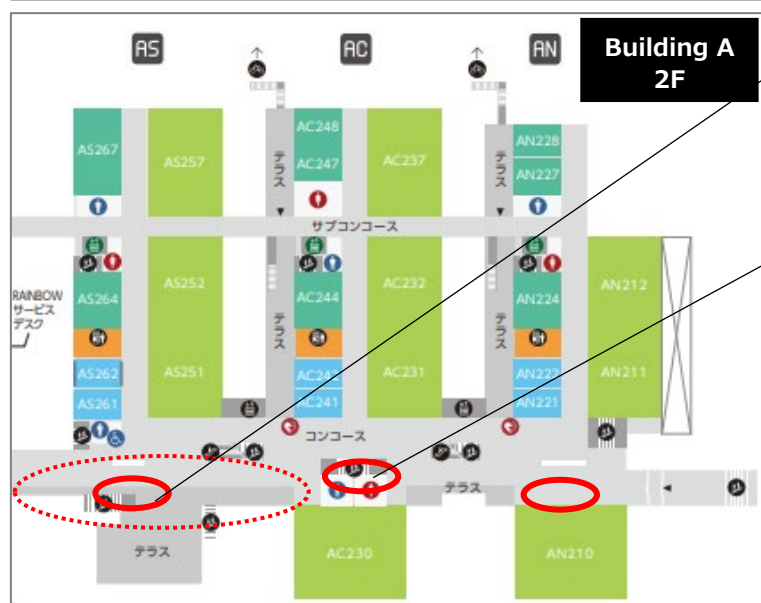 AS
AC
AN
Building A
2F
AS267
AS257
テラス
AC248
AC247
AC237
テラス
AN228
AN227
サブコンコース
RAINBOW
サービス
デスク
AS264
AS252
テラス
AC244
AC232
テラス
AN224
AN212
AS262
AS261
AS251
AC242
AC241
AC231
AN222
AN221
AN211
コンコース
テラス
テラス
AC230
AN210